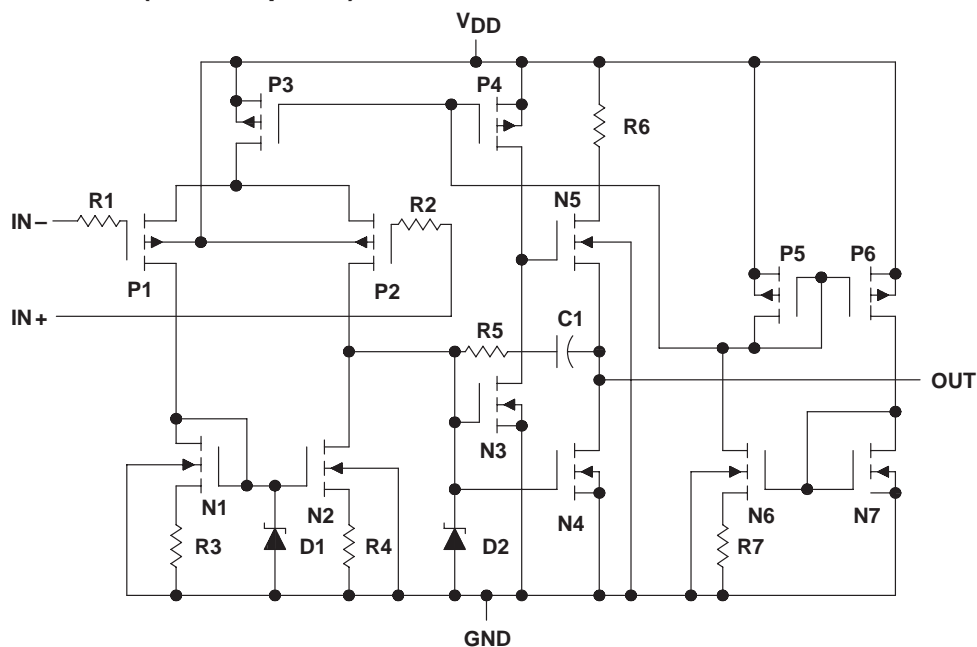 VDD
P3
P4
R6
N5
R1
R2
IN−
P5
P6
P1
P2
IN+
R5
C1
OUT
N3
N1
N2
N4
N6
N7
R3
D1
R4
D2
R7
GND